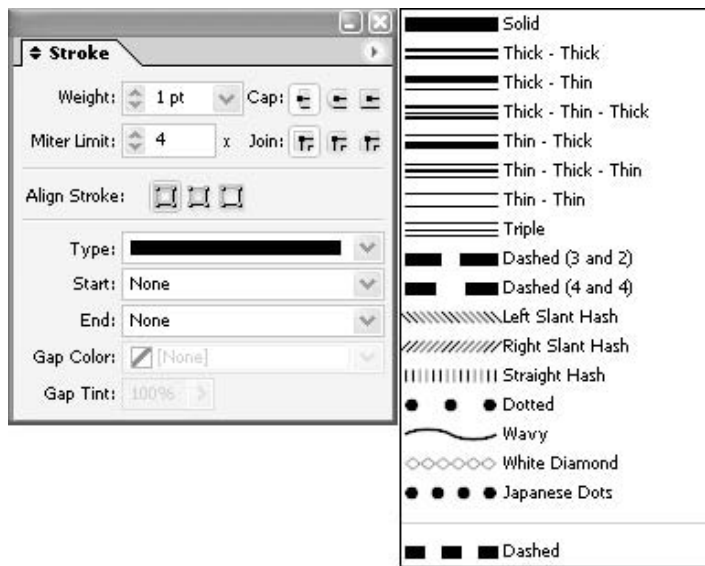 Stroke
Weight: 1 pt Cap:
Miter Limit: 4 x Join:
Align Stroke:
Type:
Start: None
End: None
Gap Color: [None]
Gap Tint: 100%
Solid
Thick - Thick
Thick - Thin
Thick - Thin - Thick
Thin - Thick
Thin - Thick - Thin
Thin - Thin
Triple
Dashed (3 and 2)
Dashed (4 and 4)
Left Slant Hash
Right Slant Hash
Straight Hash
Dotted
Wavy
White Diamond
Japanese Dots
Dashed